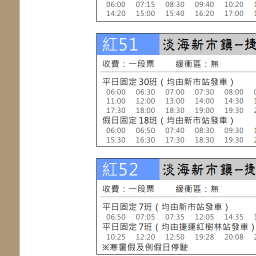 06:00 07:15 08:30 09:40 10:20
14:20 15:00 15:40 16:20 17:00
紅51 淡海新市鎮－捷
收費：一段票 緩衝區：無
平日固定30班（均由新市站發車）
06:00 06:30 07:00 07:30 08:00
11:00 12:00 13:00 14:00 14:30
17:30 18:00 18:30 19:00 19:30
假日固定18班（均由新市站發車）
06:00 06:50 07:40 08:30 09:30
15:30 16:30 17:30 18:30 19:30
紅52 淡海新市鎮－捷
收費：一段票 緩衝區：無
平日固定7班（均由新市站發車）
06:50 07:05 07:35 12:05 14:35
平日固定7班（均由捷運紅樹林站發車）
10:25 12:20 12:50 19:28 20:08
※寒暑假及例假日停駛